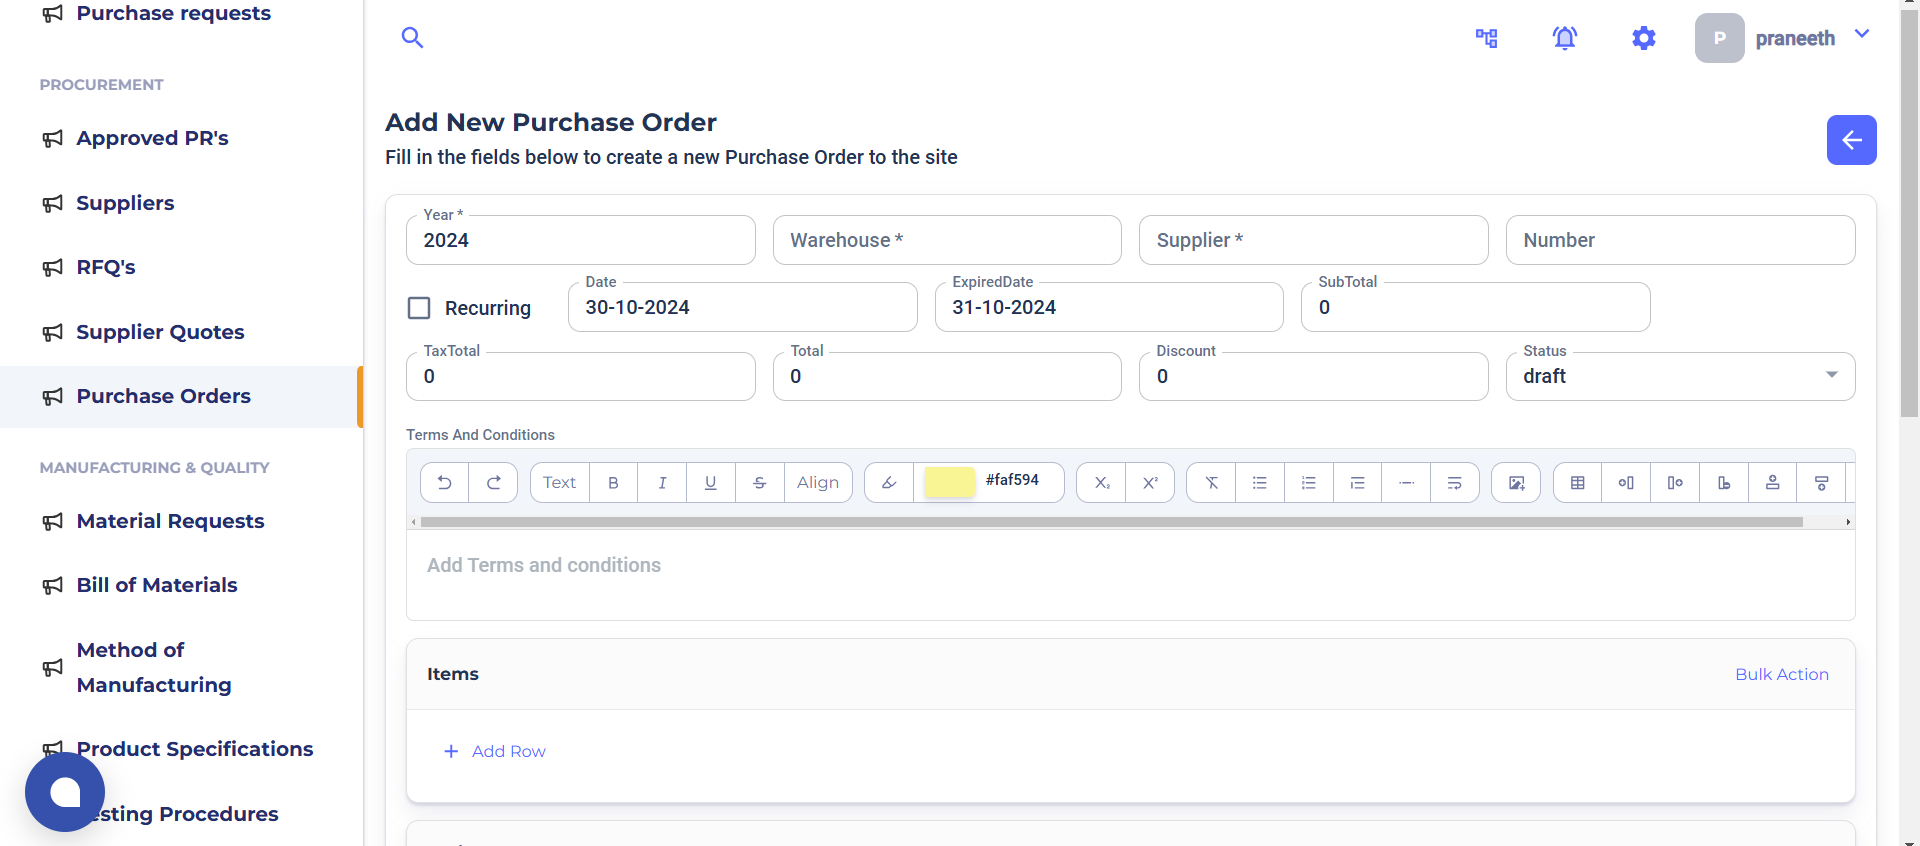 Purchase requests
PROCUREMENT
Approved PR's
Suppliers
RFQ's
Supplier Quotes
Purchase Orders
MANUFACTURING & QUALITY
Material Requests
Bill of Materials
Method of
Manufacturing
Product Specifications
esting Procedures
P praneeth
Add New Purchase Order
Fill in the fields below to create a new Purchase Order to the site
Year *
2024
Warehouse *
Supplier *
Number
Recurring
Date
30-10-2024
ExpiredDate
31-10-2024
SubTotal
0
TaxTotal
0
Total
0
Discount
0
Status
draft
Terms And Conditions
Text B I U S Align #faf594 X₂ X²
Add Terms and conditions
Items
Bulk Action
+ Add Row